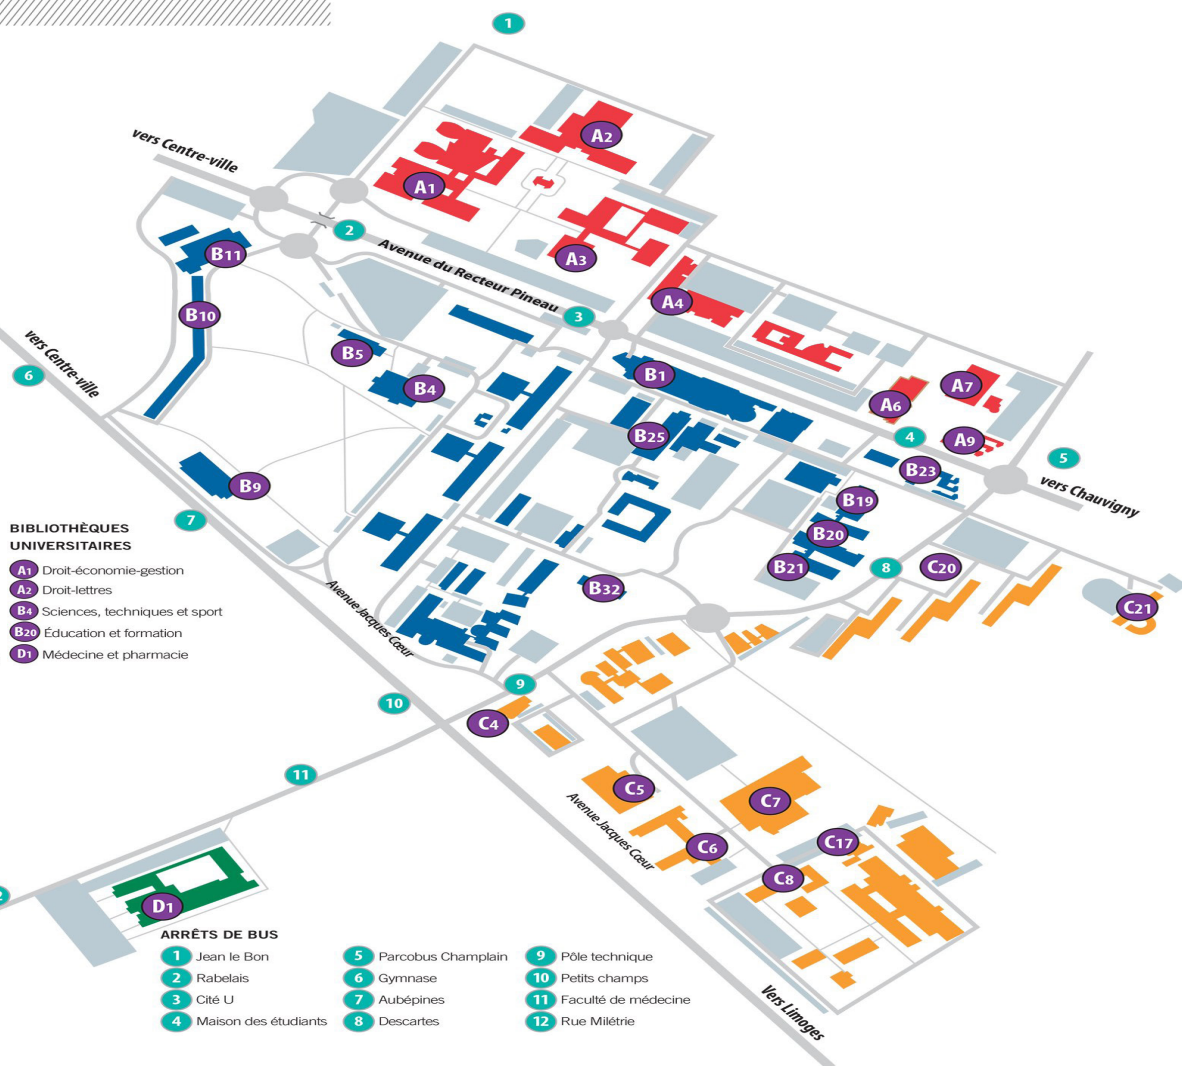 1
A2
vers Centre-ville
A1
2
Avenue du Recteur Pineau
B11
A3
A4
B10
3
vers Centre-ville
B5
B1
6
B4
A7
A6
B25
4
A9
5
B23
vers Chauvigny
B9
B19
7
B20
BIBLIOTHÈQUES
UNIVERSITAIRES
A1 Droit-économie-gestion
A2 Droit-lettres
B4 Sciences, techniques et sport
B20 Éducation et formation
D1 Médecine et pharmacie
B21
8
C20
B32
C21
Avenue Jacques Cœur
9
10
C4
11
C5
C7
Avenue Jacques Cœur
C6
C17
C8
D1
2
ARRÊTS DE BUS
1 Jean le Bon
2 Rabelais
3 Cité U
4 Maison des étudiants
5 Parcobus Champlain
6 Gymnase
7 Aubépines
8 Descartes
9 Pôle technique
10 Petits champs
11 Faculté de médecine
12 Rue Milétrie
Vers Limoges